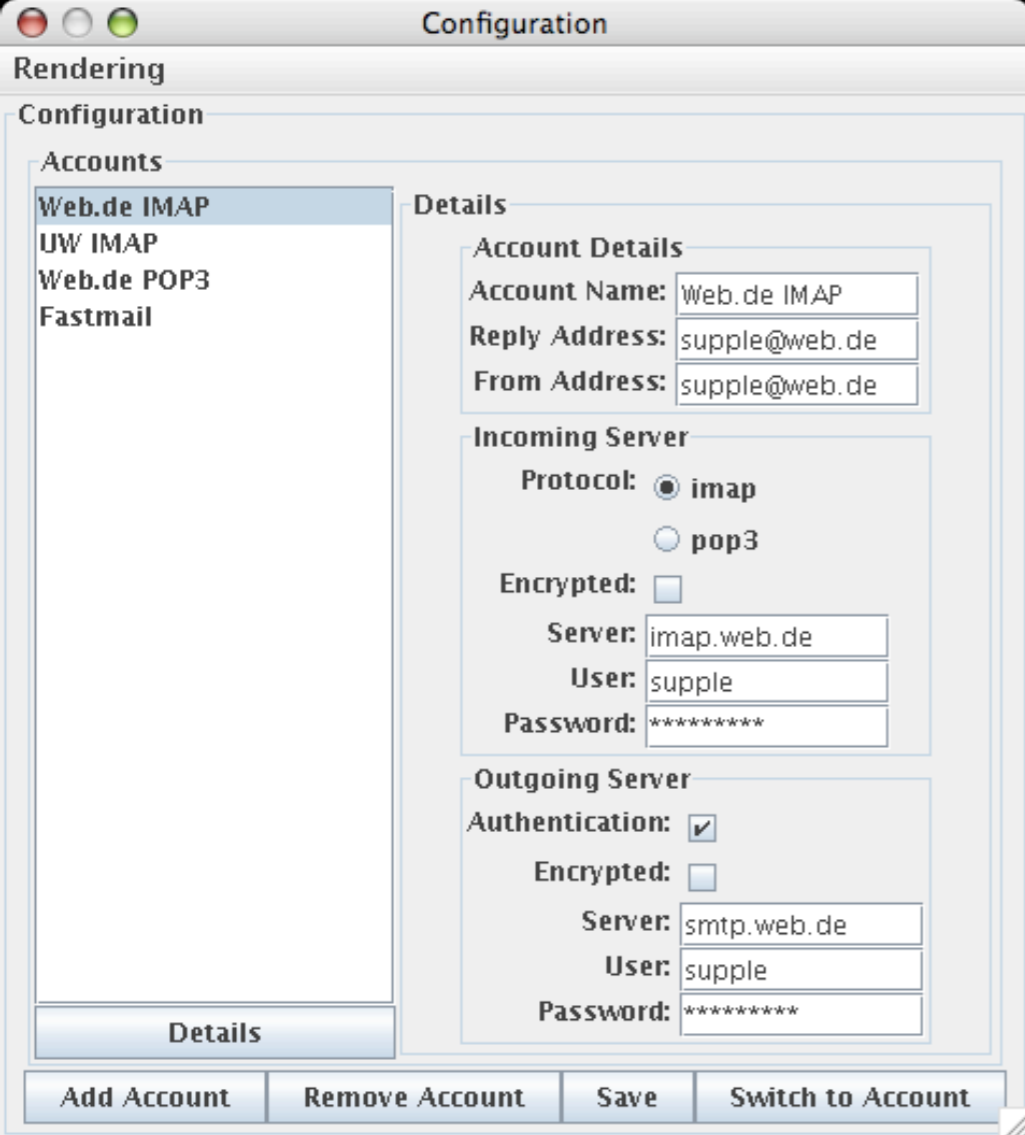 Configuration
Rendering
Configuration
Accounts
Web.de IMAP
UW IMAP
Web.de POP3
Fastmail
Details
Details
Account Details
Account Name: Web.de IMAP
Reply Address: supple@web.de
From Address: supple@web.de
Incoming Server
Protocol: imap
pop3
Encrypted:
Server: imap.web.de
User: supple
Password: *********
Outgoing Server
Authentication:
Encrypted:
Server: smtp.web.de
User: supple
Password: *********
Add Account Remove Account Save Switch to Account